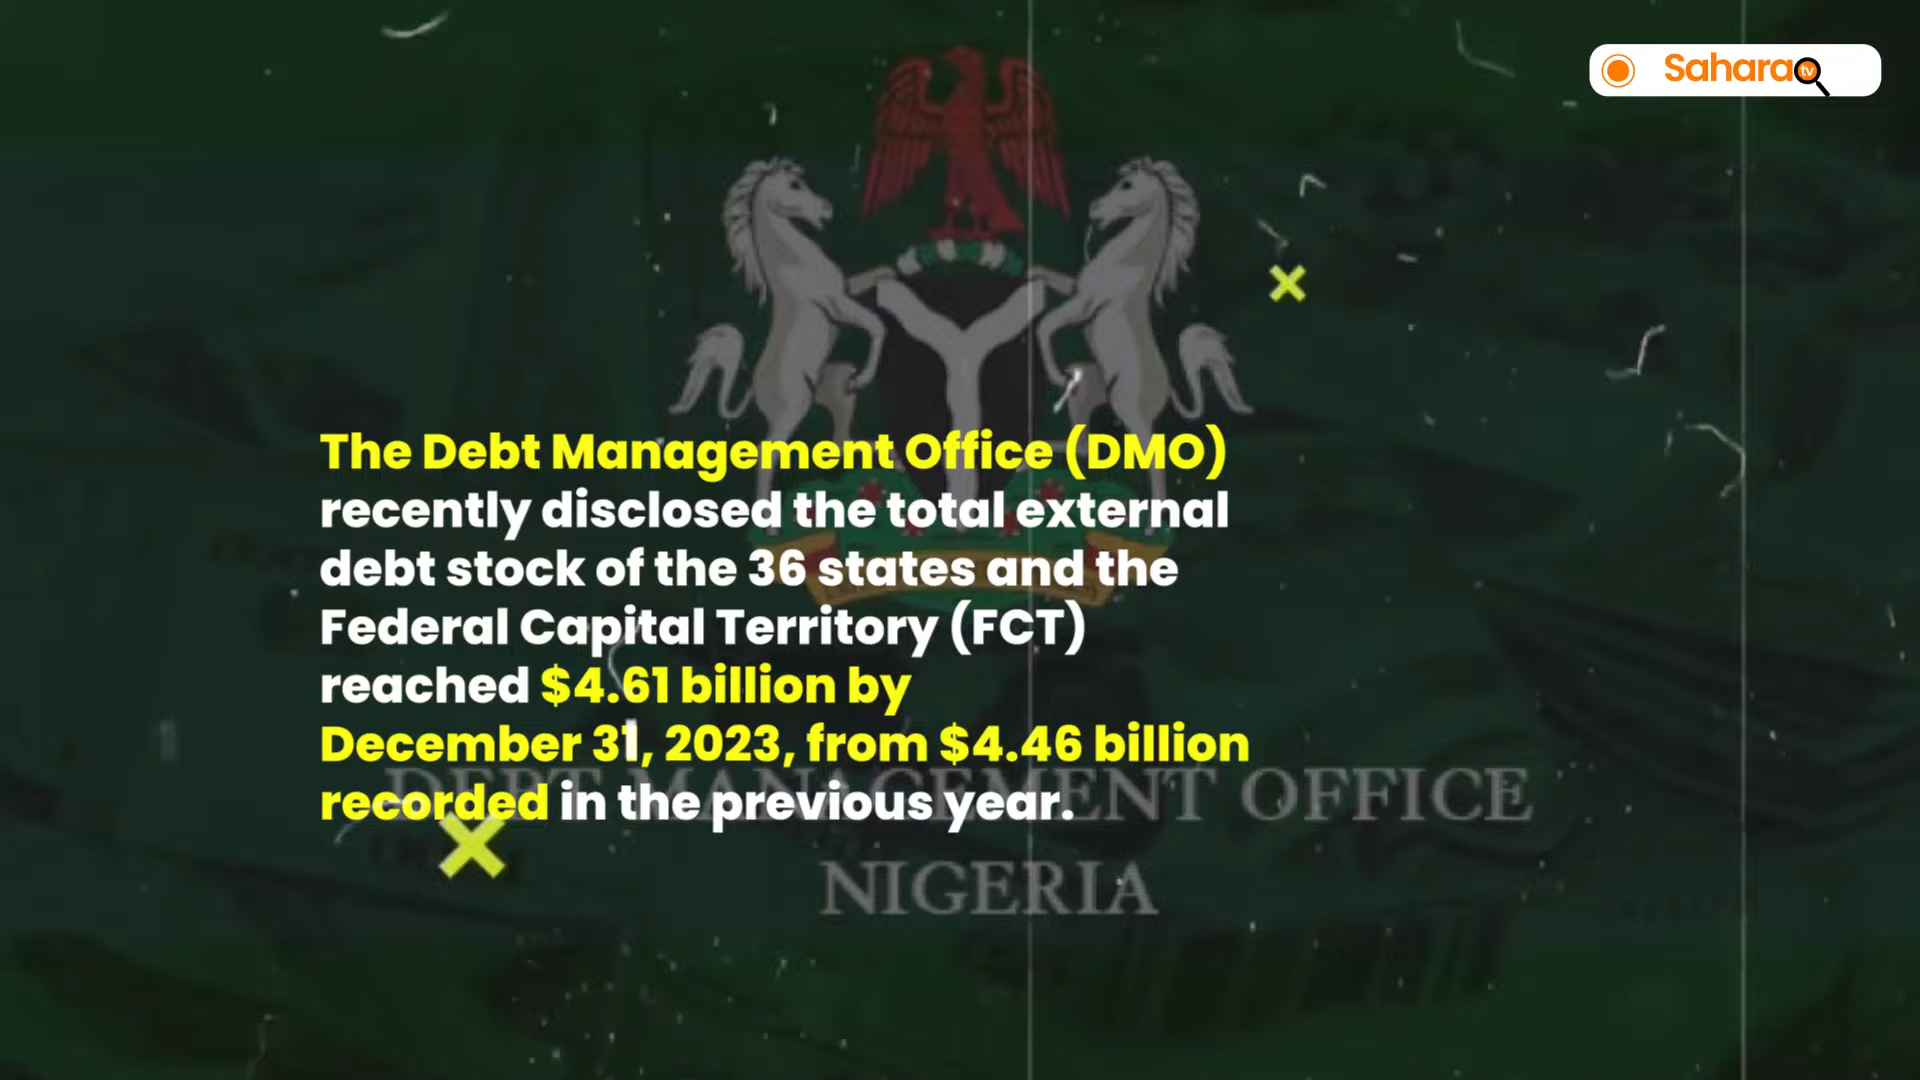 Sahara tv
The Debt Management Office (DMO)
recently disclosed the total external
debt stock of the 36 states and the
Federal Capital Territory (FCT)
reached $4.61 billion by
December 31, 2023, from $4.46 billion
recorded in the previous year.
DEBT MANAGEMENT OFFICE
NIGERIA